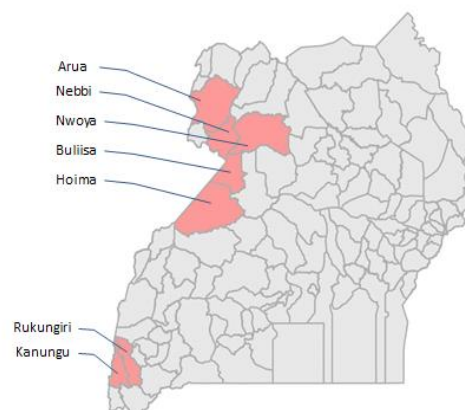 Arua
Nebbi
Nwoya
Buliisa
Hoima
Rukungiri
Kanungu